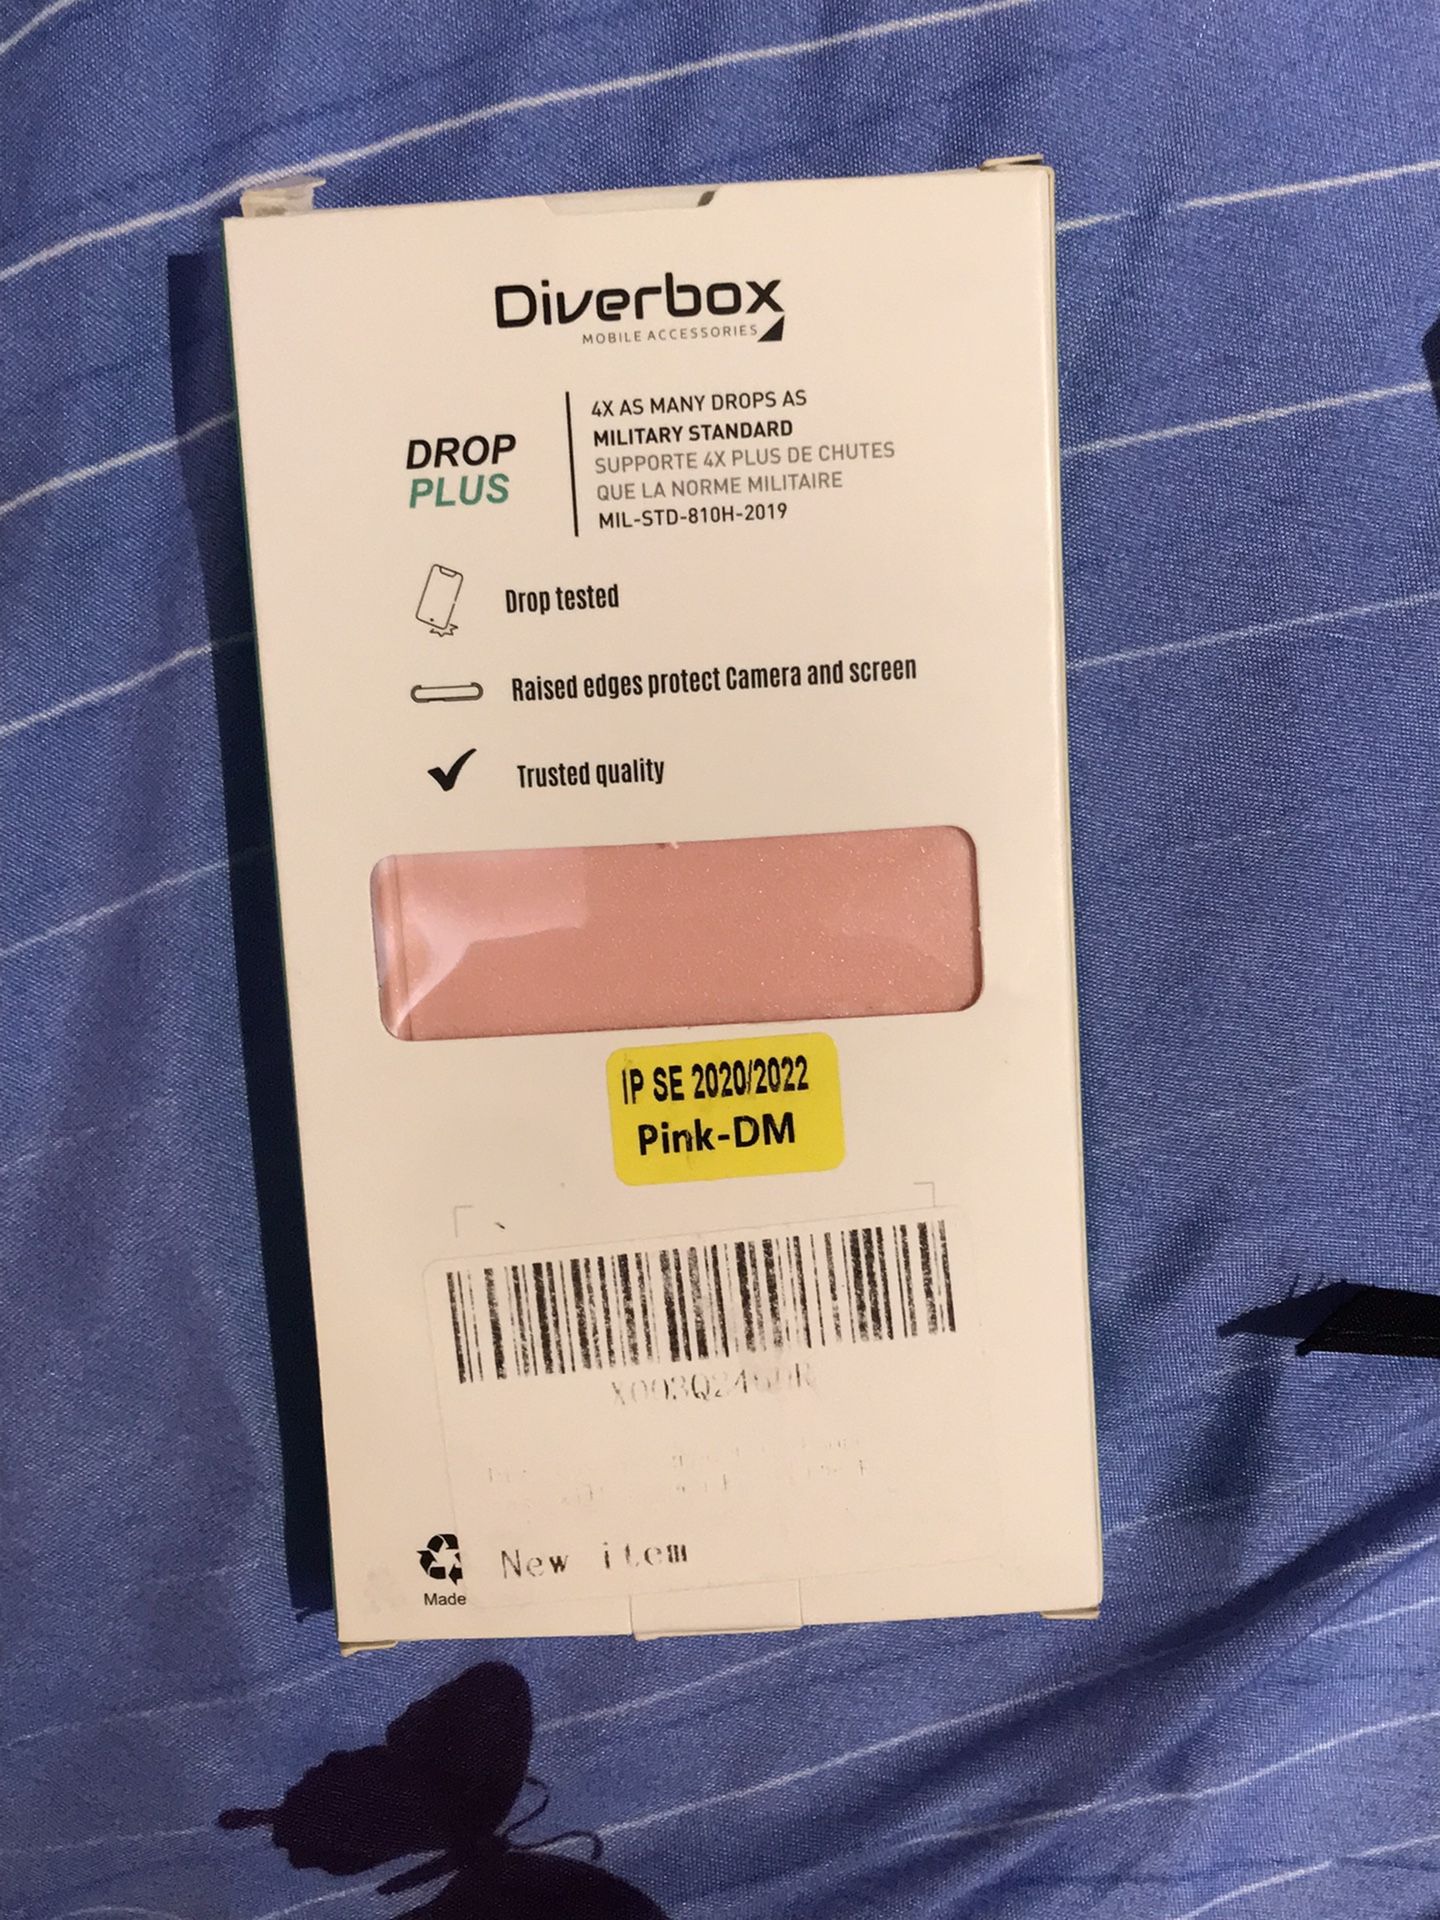 Diverbox
MOBILE ACCESSORIES
DROP
PLUS
4X AS MANY DROPS AS
MILITARY STANDARD
SUPPORTE 4X PLUS DE CHUTES
QUE LA NORME MILITAIRE
MIL-STD-810H-2019
Drop tested
Raised edges protect Camera and screen
Trusted quality
IP SE 2020/2022
Pink-DM
New item
Made